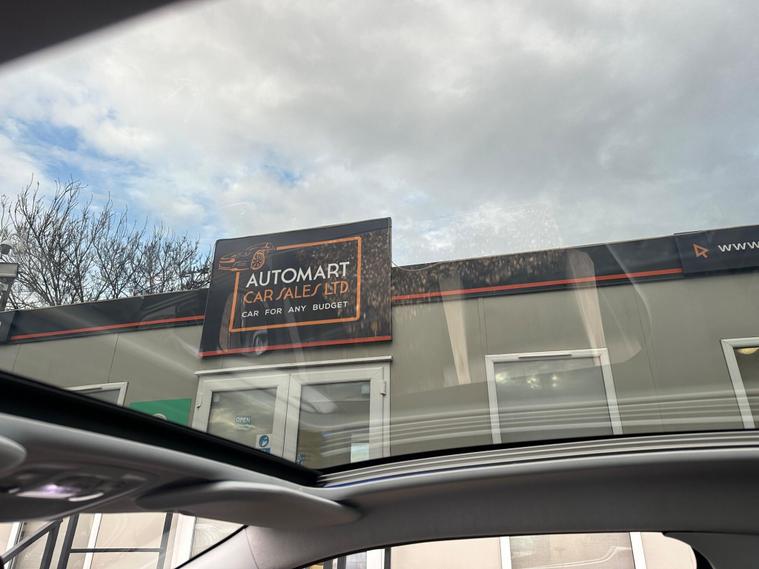 AUTOMART
CAR SALES LTD
CAR FOR ANY BUDGET
www
OPEN